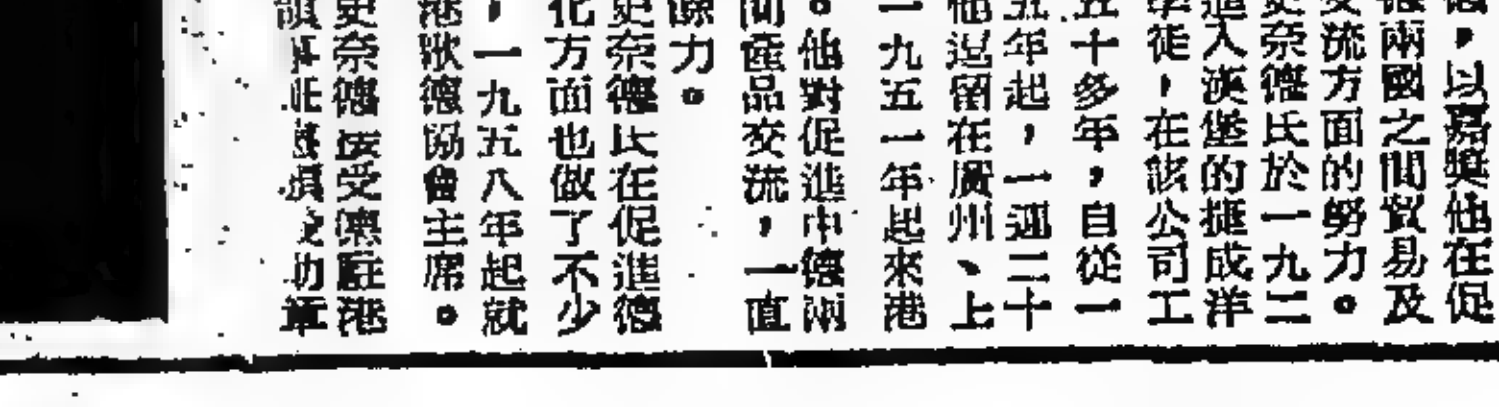 ，以嘉獎他在促
兩國之間貿易及
交流方面的努力。
史奈德氏於一九二
進入漢堡的捷成洋
學徒，在該公司工
五十多年，自從一
五年起，一連二十
他逗留在廣州、上
一九五一年起來港
。他對促進中德兩
間產品交流，一直
力。
史奈德氏在促進德
化方面也做了不少
，一九五八年起就
港歐德協會主席。
史奈德接受德駐港
勳章